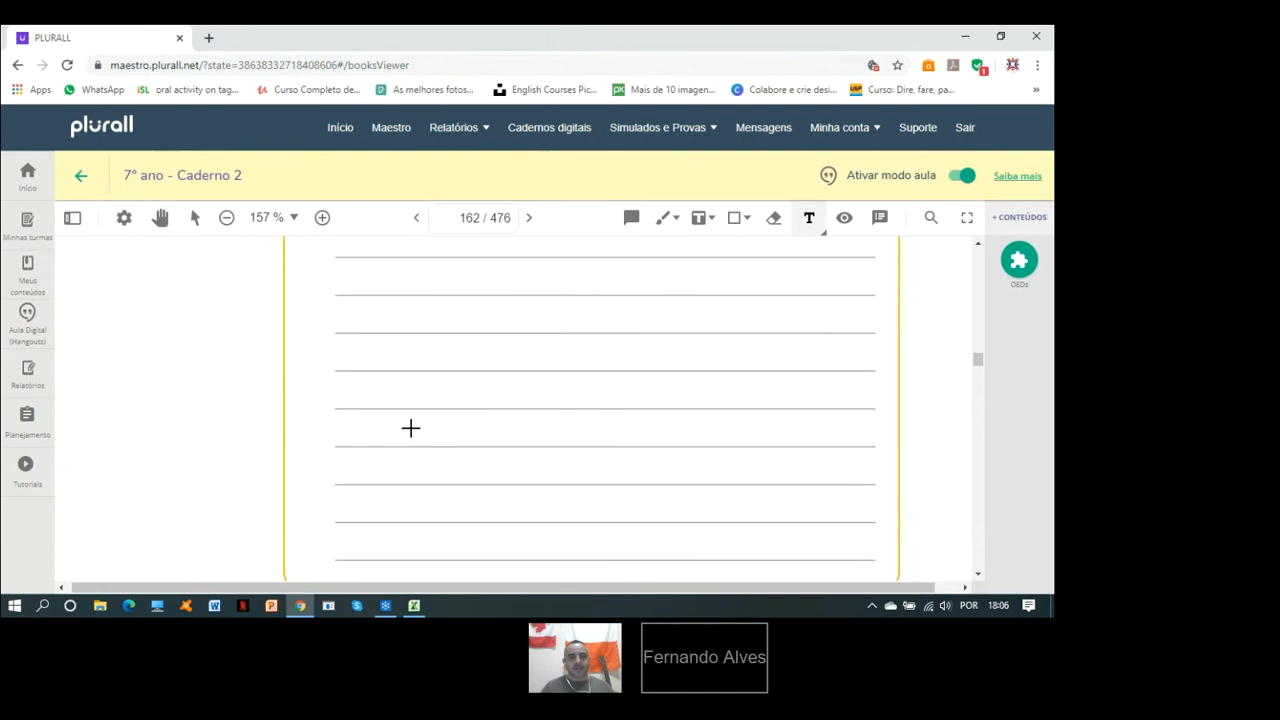 PLURALL
maestro.plurall.net/?state=38638332718408606#/booksViewer
Apps WhatsApp iSL oral activity on tag... Curso Completo de... As melhores fotos... English Courses Pic... Mais de 10 imagen... Colabore e crie desi... USP Curso: Dire, fare, pa... »
plurall Início Maestro Relatórios Cadernos digitais Simulados e Provas Mensagens Minha conta Suporte Sair
7º ano - Caderno 2 Ativar modo aula Saiba mais
157 % 162 / 476 T T + CONTEÚDOS
Início
Minhas turmas
Meus
conteúdos
Aula Digital
(Hangouts)
Relatórios
Planejamento
Tutoriais
OEDs
POR 18:06
Fernando Alves